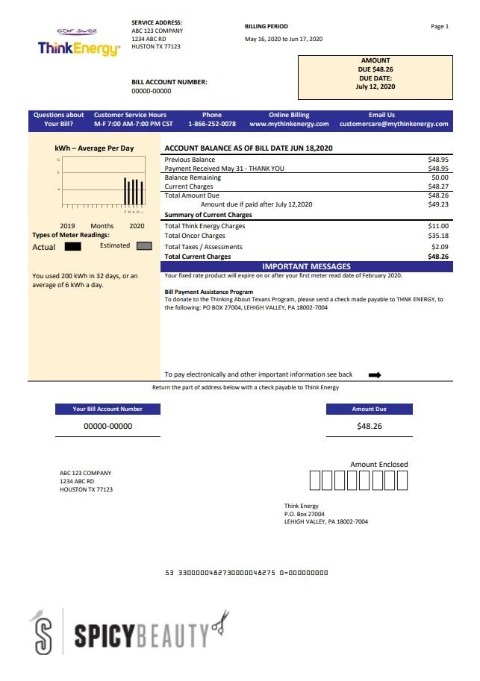 SERVICE ADDRESS:
ABC 123 COMPANY
1234 ABC RD
HUSTON TX 77123
BILLING PERIOD
May 16, 2020 to Jun 17, 2020
Page 1
GDF SUEZ
ThinkEnergy
BILL ACCOUNT NUMBER:
00000-00000
AMOUNT
DUE $48.26
DUE DATE:
July 12, 2020
Questions about Your Bill?
Customer Service Hours
M-F 7:00 AM-7:00 PM CST
Phone
1-866-252-0078
Online Billing
www.mythinkenergy.com
Email Us
customercare@mythinkenergy.com
kWh – Average Per Day
2019 Months 2020
Types of Meter Readings:
Actual Estimated
You used 200 kWh in 32 days, or an
average of 6 kWh a day.
ACCOUNT BALANCE AS OF BILL DATE JUN 18,2020
Previous Balance $48.95
Payment Received May 31 - THANK YOU $48.95
Balance Remaining $0.00
Current Charges $48.27
Total Amount Due $48.26
Amount due if paid after July 12,2020 $49.23
Summary of Current Charges
Total Think Energy Charges $11.00
Total Oncor Charges $35.18
Total Taxes / Assessments $2.09
Total Current Charges $48.26
IMPORTANT MESSAGES
Your fixed rate product will expire on or after your first meter read date of February 2020.
Bill Payment Assistance Program
To donate to the Thinking About Texans Program, please send a check made payable to THNK ENERGY, to
the following: PO BOX 27004, LEHIGH VALLEY, PA 18002-7004
To pay electronically and other important information see back
Return the part of address below with a check payable to Think Energy
Your Bill Account Number
00000-00000
Amount Due
$48.26
ABC 123 COMPANY
1234 ABC RD
HOUSTON TX 77123
Amount Enclosed
Think Energy
P.O. Box 27004
LEHIGH VALLEY, PA 18002-7004
S SPICYBEAUTY